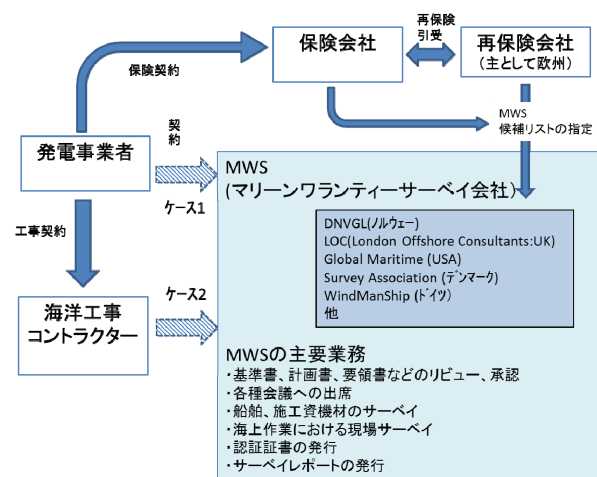 保険会社
再保険
引受
再保険会社
(主として欧州)
保険契約
MWS
候補リストの指定
発電事業者
契
約
ケース1
工事契約
海洋工事
コントラクター
ケース2
MWS
(マリーンワランティーサーベイ会社)
DNVGL(ﾉﾙｳｪｰ)
LOC(London Offshore Consultants:UK)
Global Maritime (USA)
Survey Association (ﾃﾞﾝﾏｰｸ)
WindManShip (ﾄﾞｲﾂ)
他
MWSの主要業務
・基準書、計画書、要領書などのリビュー、承認
・各種会議への出席
・船舶、施工資機材のサーベイ
・海上作業における現場サーベイ
・認証証書の発行
・サーベイレポートの発行